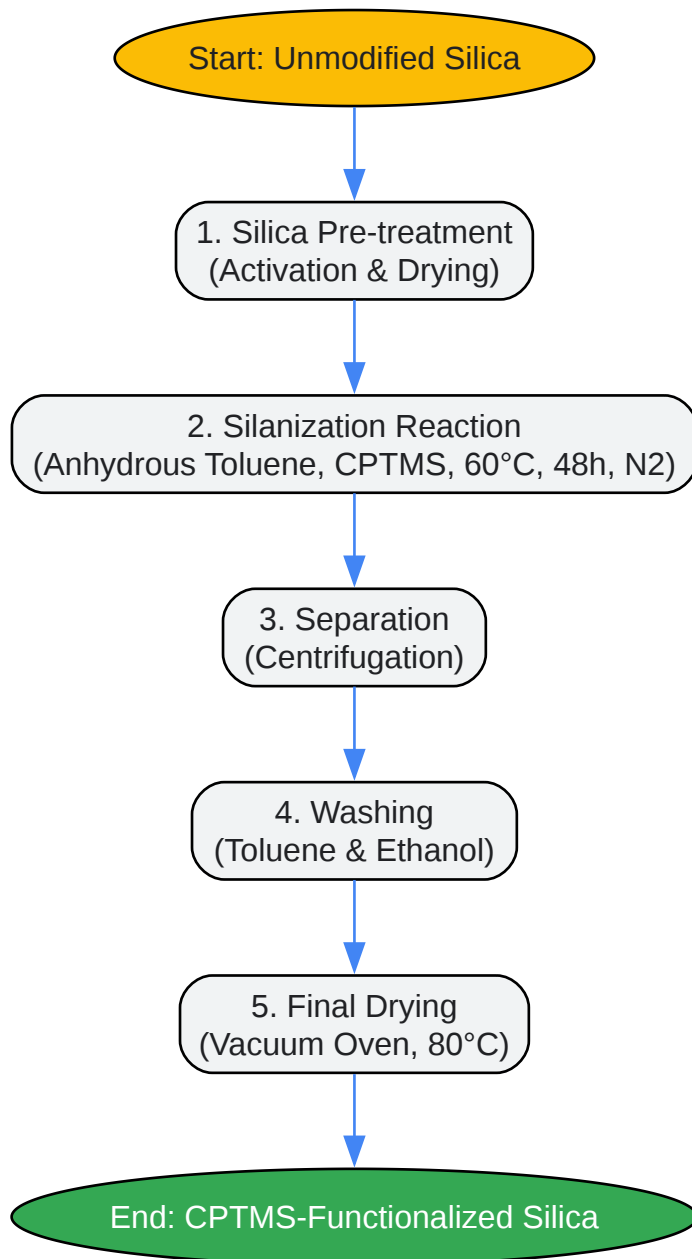 Start: Unmodified Silica
1. Silica Pre-treatment
(Activation & Drying)
2. Silanization Reaction
(Anhydrous Toluene, CPTMS, 60°C, 48h, N2)
3. Separation
(Centrifugation)
4. Washing
(Toluene & Ethanol)
5. Final Drying
(Vacuum Oven, 80°C)
End: CPTMS-Functionalized Silica